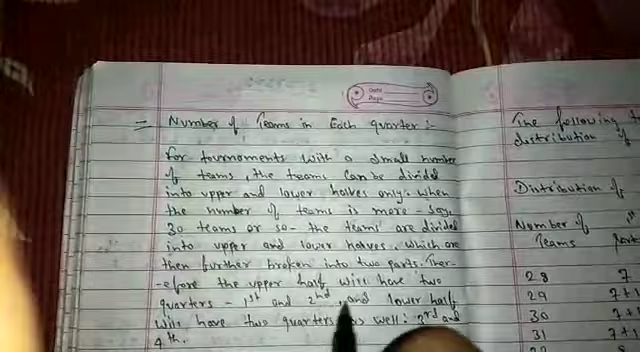 Date
Page
= Number of Teams in Each quarter :-
For tournaments with a small number
of teams, the teams can be divided
into upper and lower halves only. when
the number of teams is more - say,
30 teams or so - the teams are divided
into upper and lower halves, which are
then further broken into two parts. Ther-
-efore the upper half will have two
quarters - 1st and 2nd, and lower half
will have two quarters as well : 3rd and
4th.
The following
distribution of
Distribution of
Number of
Teams
28 7
29 7+1
30 7+1
31 7+1